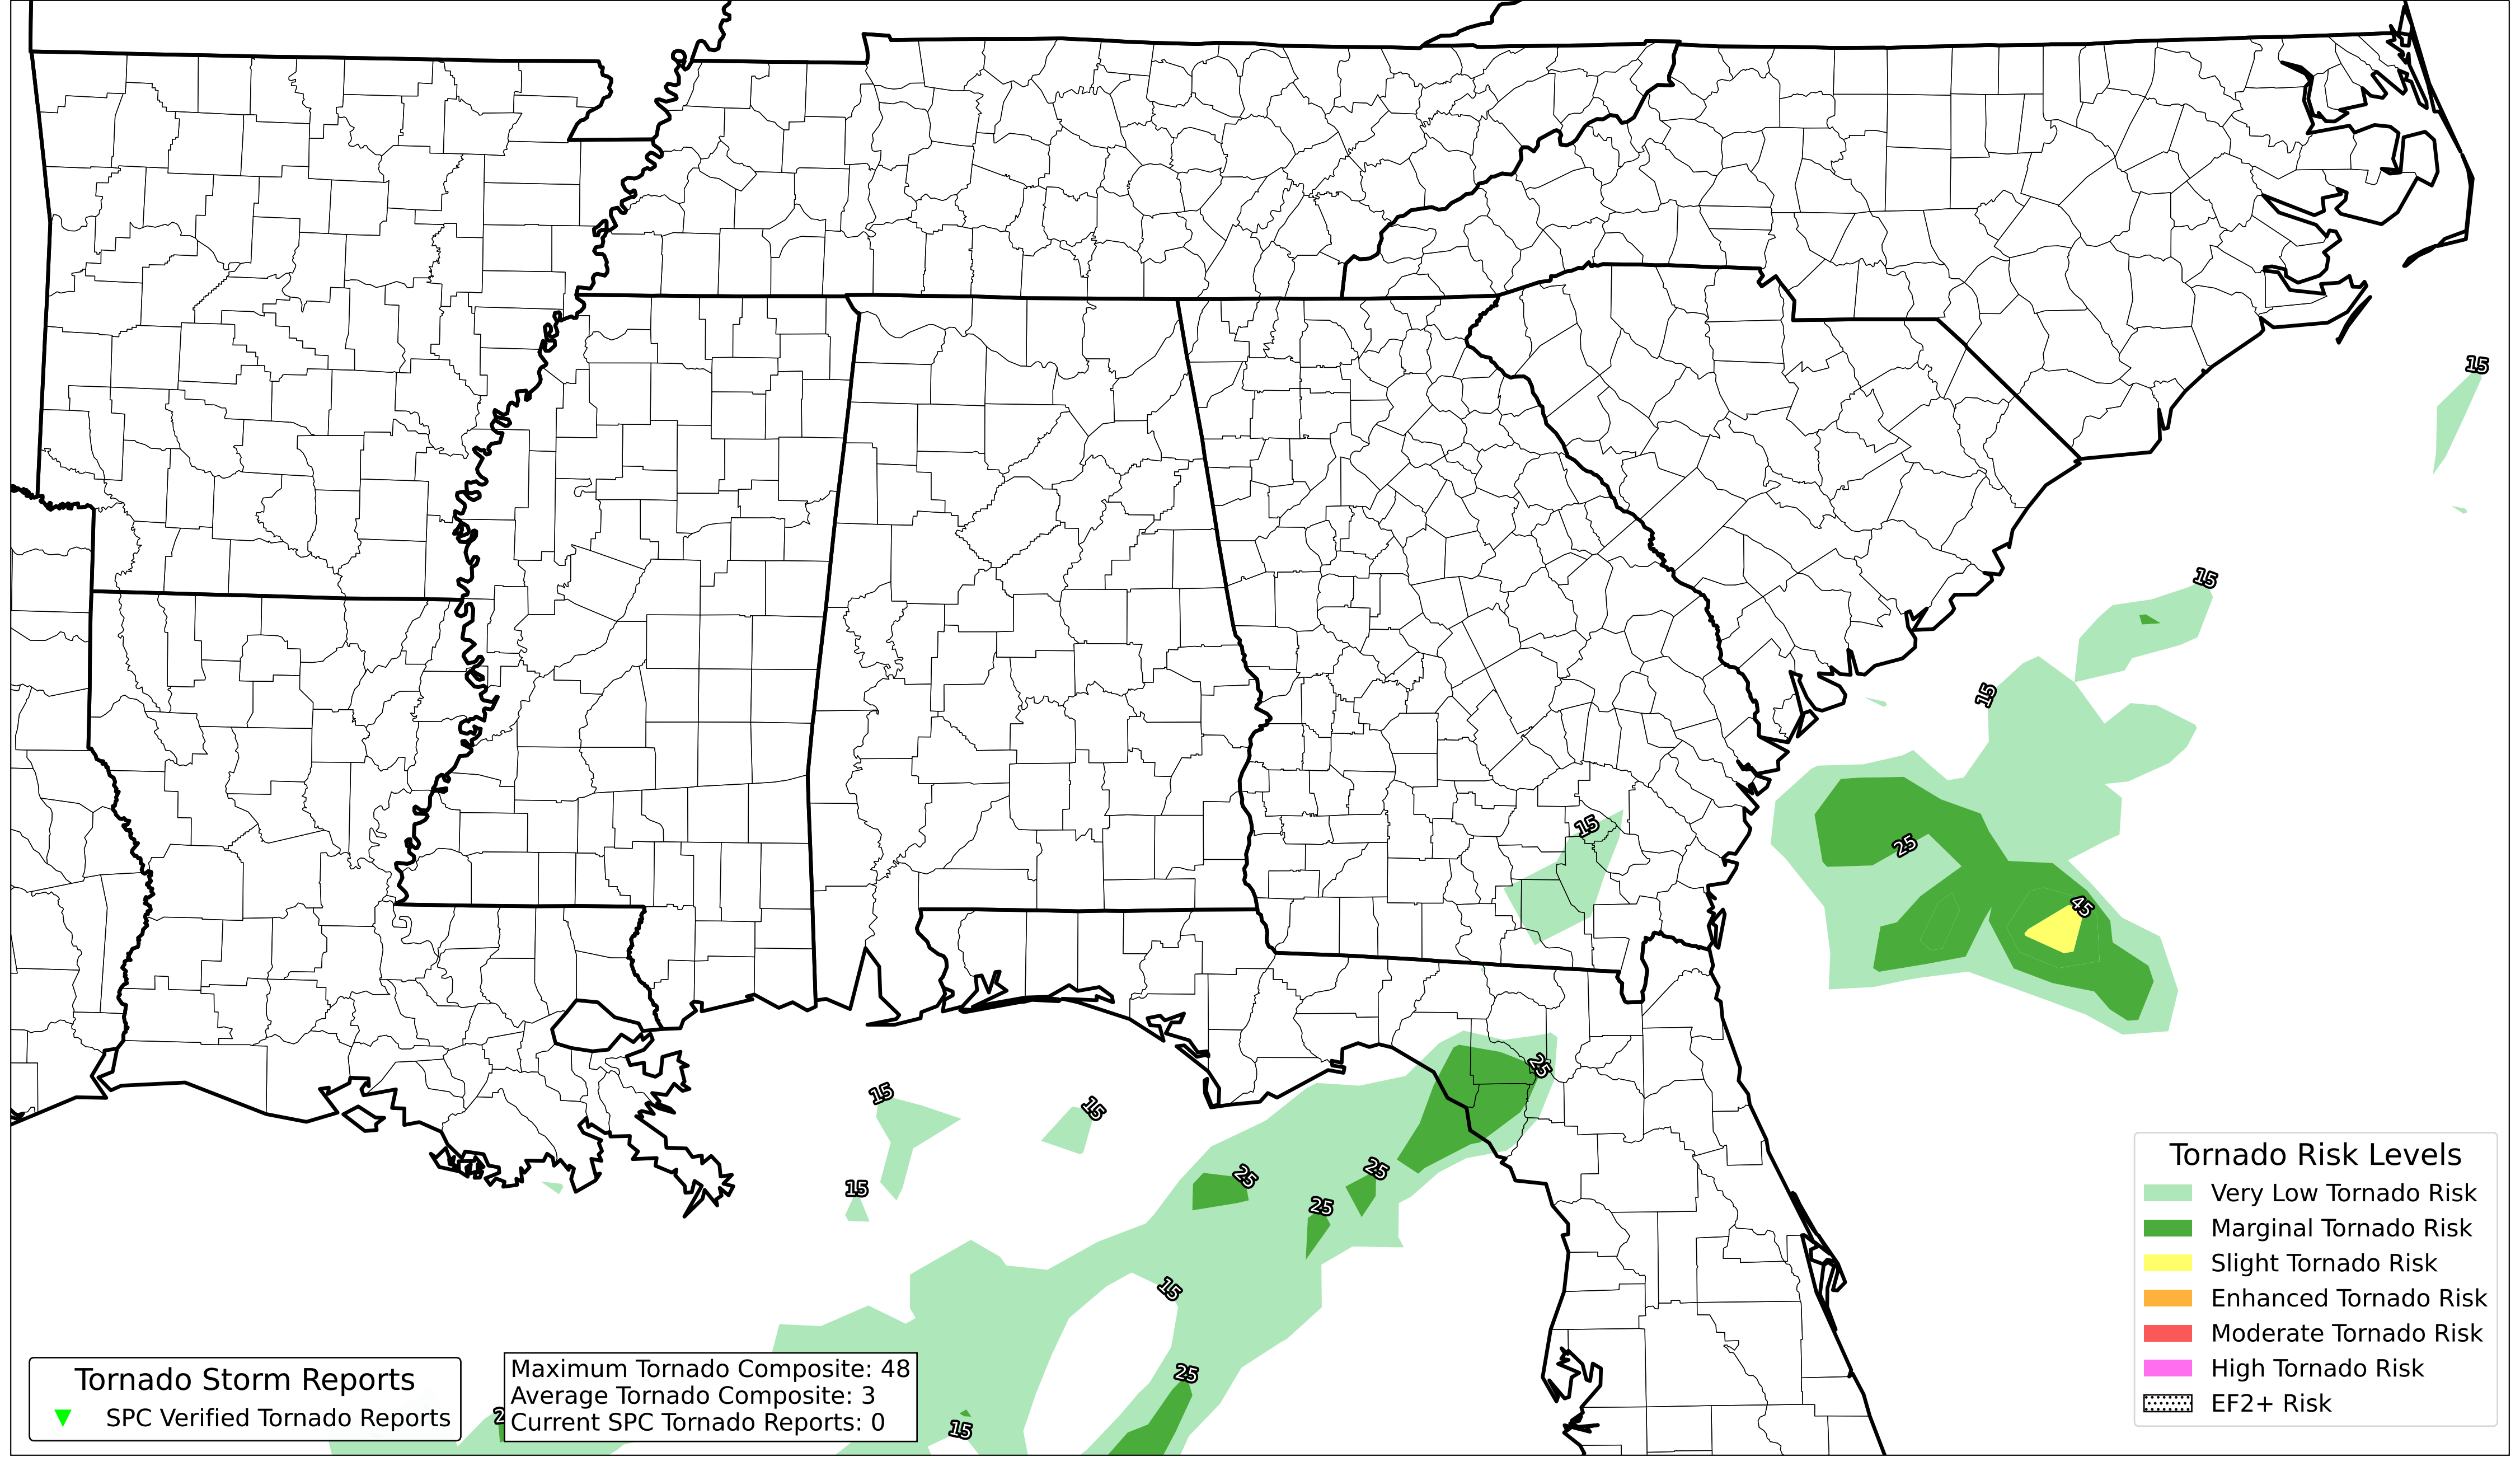 15
15
15
15
25
45
25
15
15
25
25
25
15
15
25
15
Tornado Risk Levels
Very Low Tornado Risk
Marginal Tornado Risk
Slight Tornado Risk
Enhanced Tornado Risk
Moderate Tornado Risk
High Tornado Risk
EF2+ Risk
Tornado Storm Reports
SPC Verified Tornado Reports
Maximum Tornado Composite: 48
Average Tornado Composite: 3
Current SPC Tornado Reports: 0